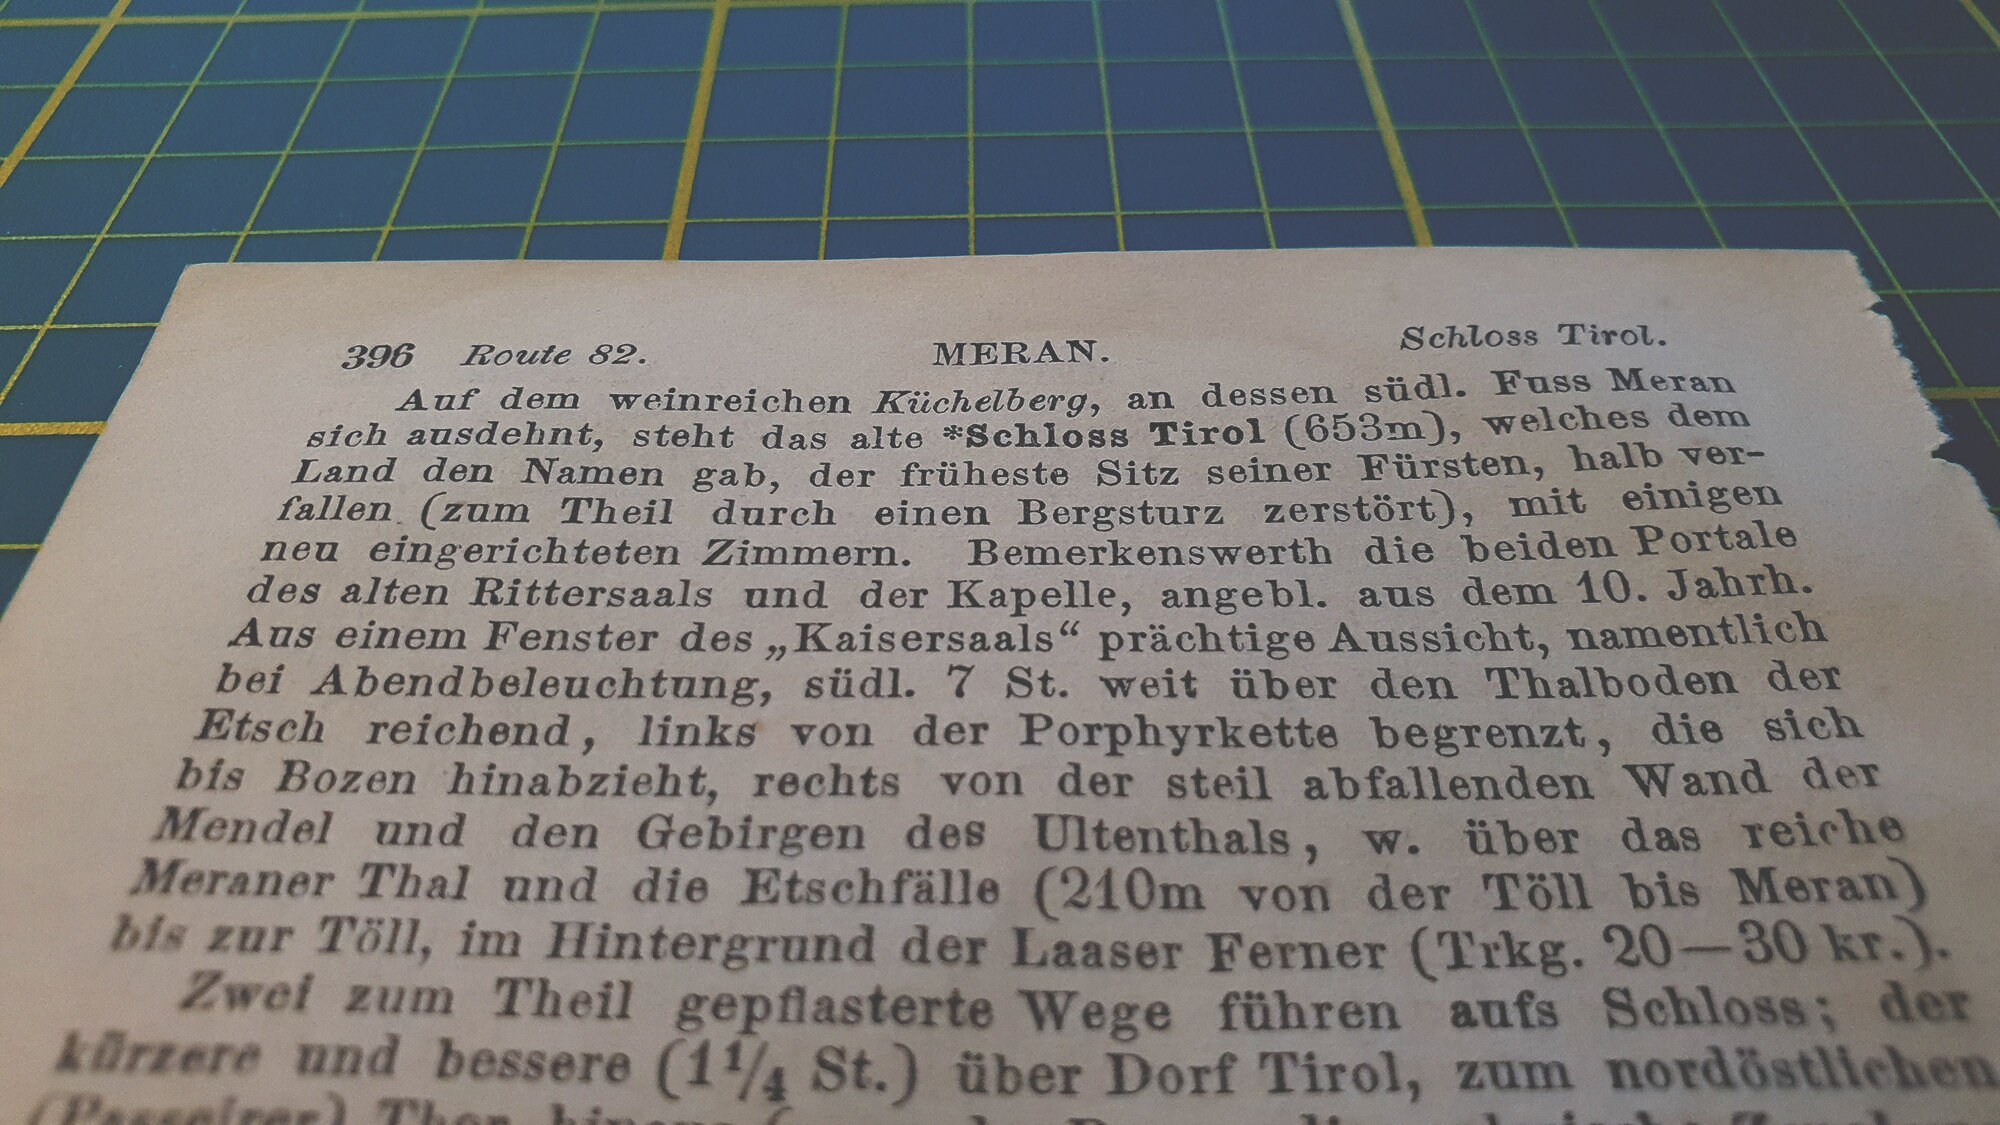 396 Route 82. MERAN. Schloss Tirol.
Auf dem weinreichen Küchelberg, an dessen südl. Fuss Meran
sich ausdehnt, steht das alte *Schloss Tirol (653m), welches dem
Land den Namen gab, der früheste Sitz seiner Fürsten, halb ver-
fallen (zum Theil durch einen Bergsturz zerstört), mit einigen
neu eingerichteten Zimmern. Bemerkenswerth die beiden Portale
des alten Rittersaals und der Kapelle, angebl. aus dem 10. Jahrh.
Aus einem Fenster des „Kaisersaals“ prächtige Aussicht, namentlich
bei Abendbeleuchtung, südl. 7 St. weit über den Thalboden der
Etsch reichend, links von der Porphyrkette begrenzt, die sich
bis Bozen hinabzieht, rechts von der steil abfallenden Wand der
Mendel und den Gebirgen des Ultenthals, w. über das reiche
Meraner Thal und die Etschfälle (210m von der Töll bis Meran)
bis zur Töll, im Hintergrund der Laaser Ferner (Trkg. 20—30 kr.).
Zwei zum Theil gepflasterte Wege führen aufs Schloss; der
kürzere und bessere (1¼ St.) über Dorf Tirol, zum nordöstlichen
(Passeirer) Thor hinaus